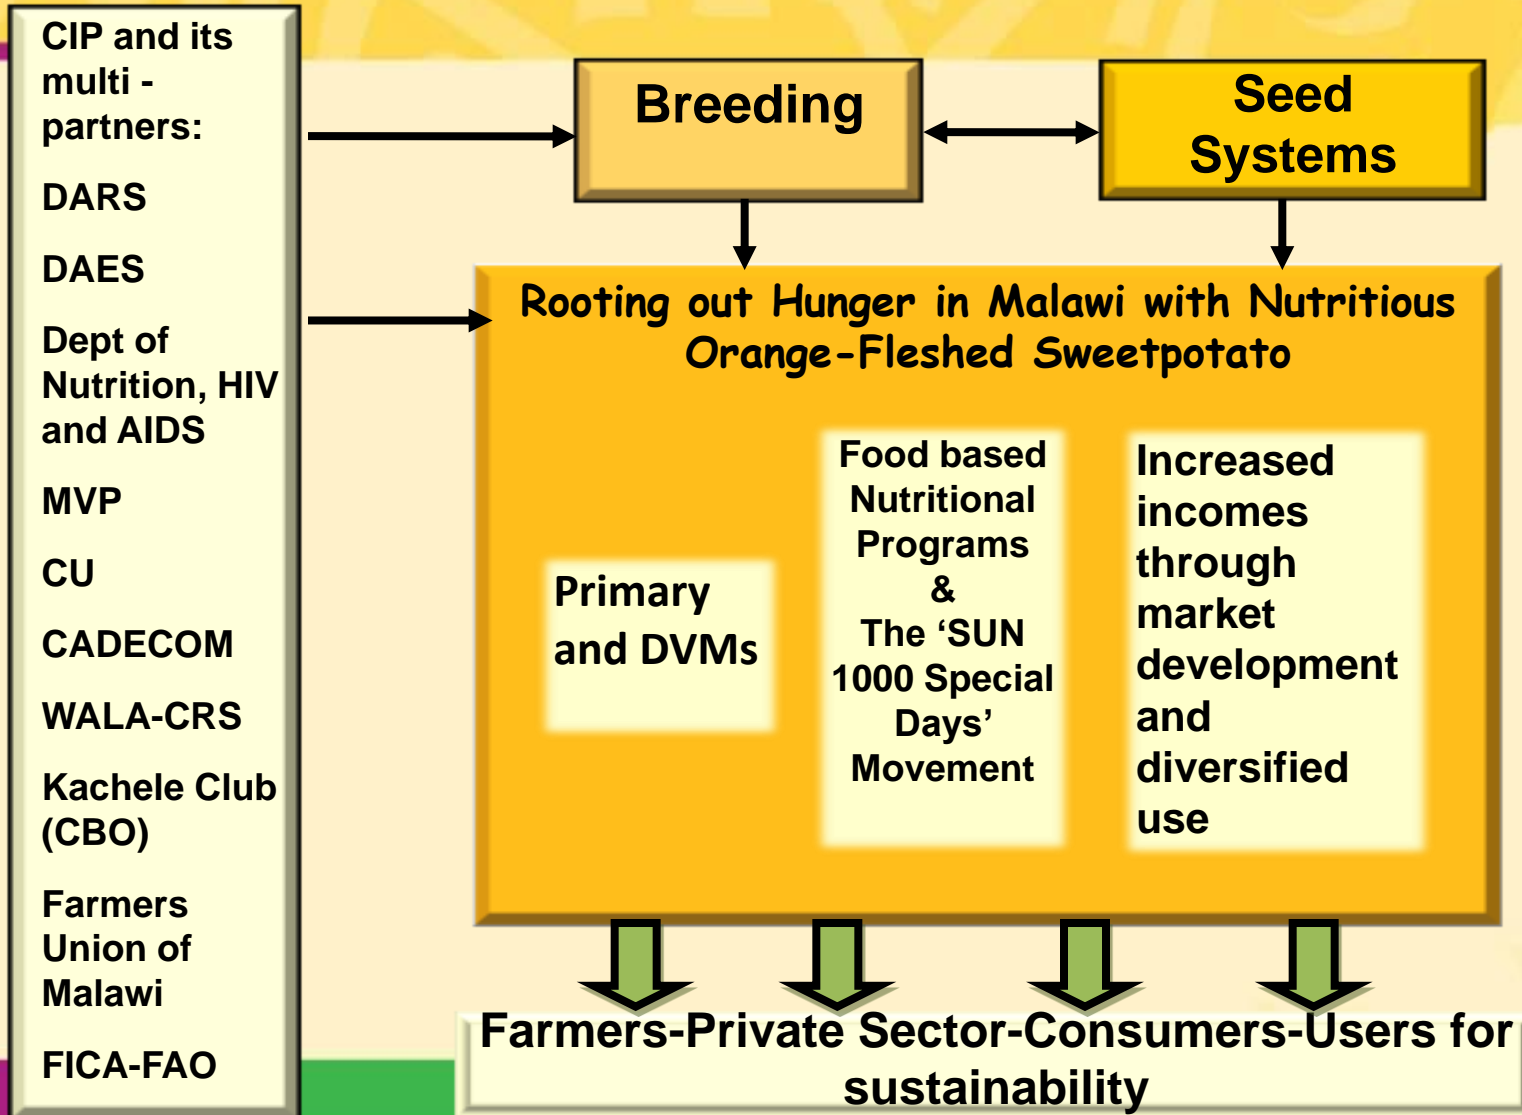 CIP and its
multi -
partners:
DARS
DAES
Dept of
Nutrition, HIV
and AIDS
MVP
CU
CADECOM
WALA-CRS
Kachele Club
(CBO)
Farmers
Union of
Malawi
FICA-FAO
Breeding
Seed
Systems
Rooting out Hunger in Malawi with Nutritious
Orange-Fleshed Sweetpotato
Primary
and DVMs
Food based
Nutritional
Programs
&
The ‘SUN
1000 Special
Days’
Movement
Increased
incomes
through
market
development
and
diversified
use
Farmers-Private Sector-Consumers-Users for
sustainability